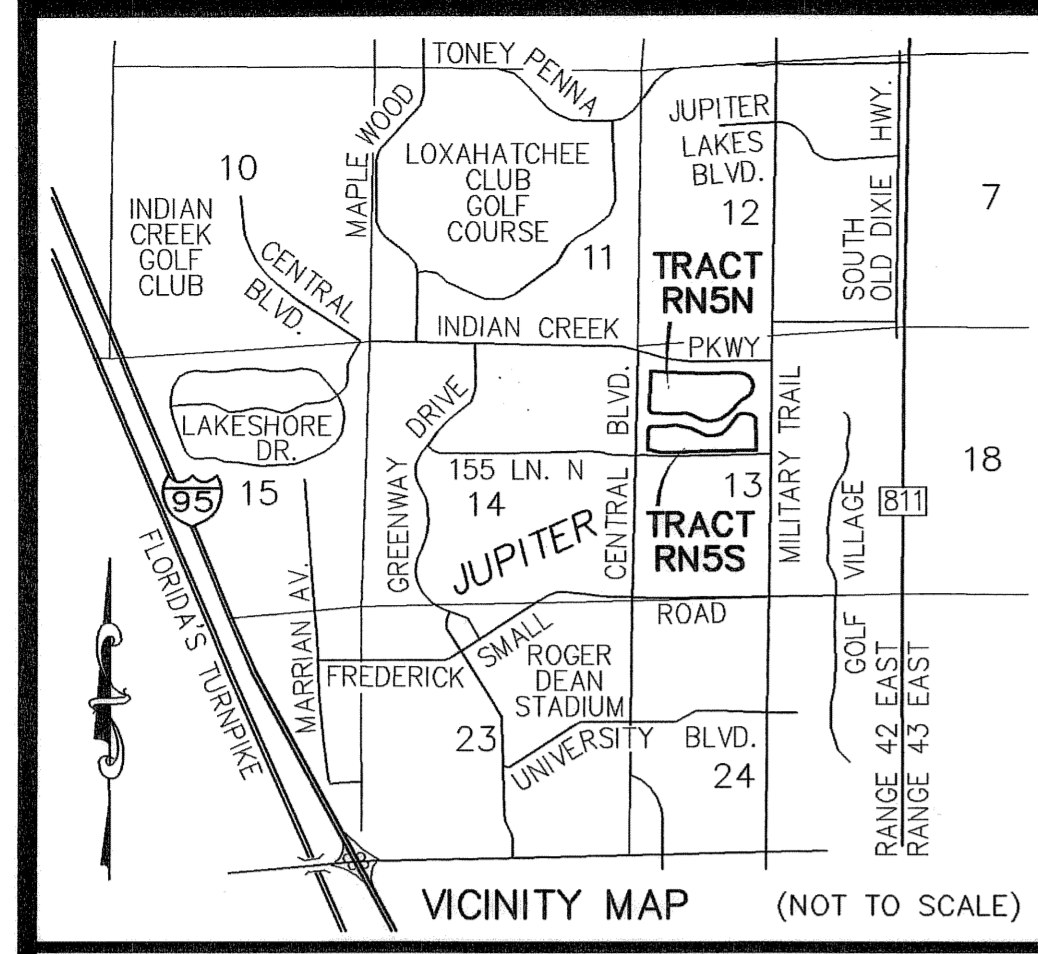 TONEY PENNA
MAPLE WOOD
JUPITER
LAKES
BLVD.
12
SOUTH
OLD DIXIE HWY.
7
10
INDIAN
CREEK
GOLF
CLUB
LOXAHATCHEE
CLUB
GOLF
COURSE
11
CENTRAL
BLVD.
TRACT
RN5N
INDIAN CREEK
PKWY
LAKESHORE
DR.
GREENWAY DRIVE
CENTRAL BLVD.
MILITARY TRAIL
155 LN. N
14
13
18
811
95
15
JUPITER
TRACT
RN5S
GOLF VILLAGE
FLORIDA'S TURNPIKE
MARRIAN AV.
FREDERICK SMALL ROAD
ROGER
DEAN
STADIUM
23
UNIVERSITY BLVD.
24
RANGE 42 EAST
RANGE 43 EAST
VICINITY MAP
(NOT TO SCALE)